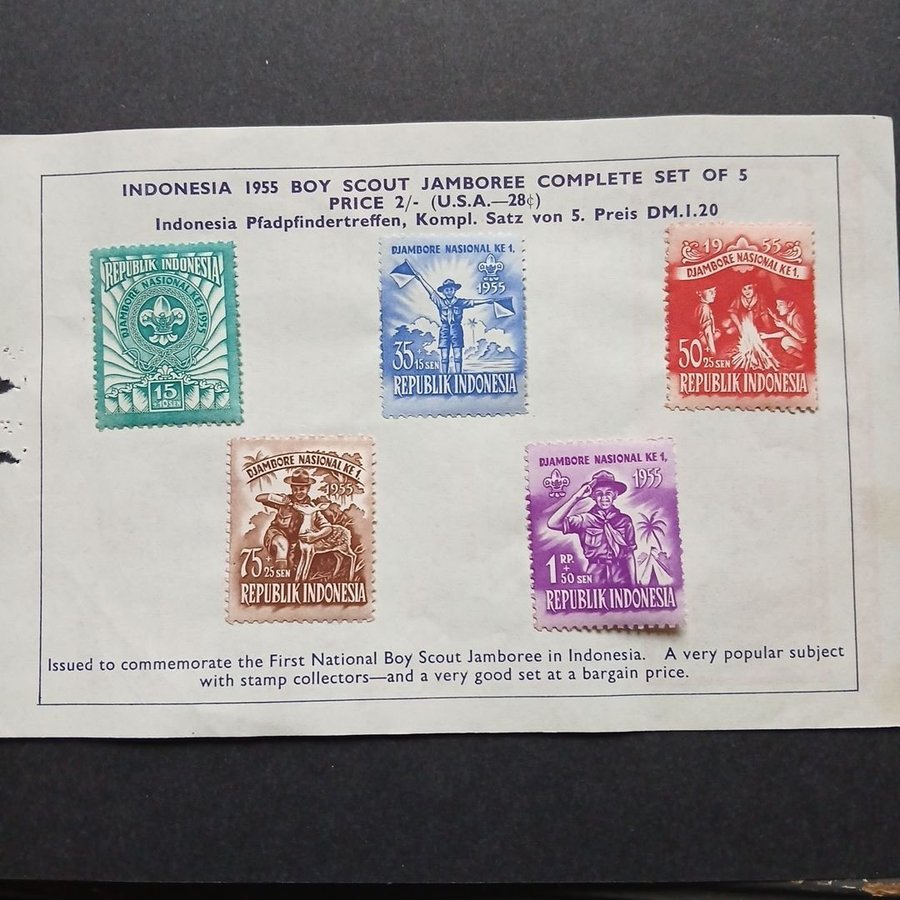 INDONESIA 1955 BOY SCOUT JAMBOREE COMPLETE SET OF 5
PRICE 2/- (U.S.A.—28¢)
Indonesia Pfadpfindertreffen, Kompl. Satz von 5. Preis DM.1.20
REPUBLIK INDONESIA
DJAMBORE NASIONAL KE 1, 1955
15
+10 SEN
DJAMBORE NASIONAL KE 1,
1955
35+15 SEN
REPUBLIK INDONESIA
1955
DJAMBORE NASIONAL KE 1,
50+25 SEN
REPUBLIK INDONESIA
DJAMBORE NASIONAL KE 1,
1955
75+25 SEN
REPUBLIK INDONESIA
DJAMBORE NASIONAL KE 1,
1955
1 RP.
+50 SEN
REPUBLIK INDONESIA
Issued to commemorate the First National Boy Scout Jamboree in Indonesia. A very popular subject
with stamp collectors—and a very good set at a bargain price.